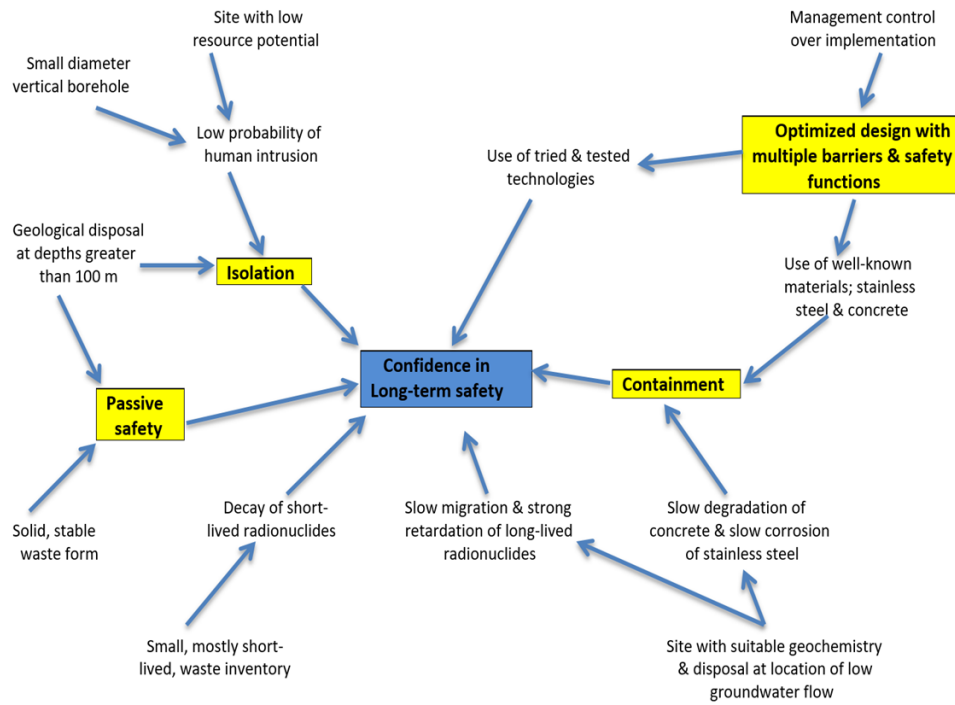 Site with low
resource potential
Management control
over implementation
Small diameter
vertical borehole
Low probability of
human intrusion
Use of tried & tested
technologies
Optimized design with
multiple barriers & safety
functions
Geological disposal
at depths greater
than 100 m
Isolation
Use of well-known
materials; stainless
steel & concrete
Confidence in
Long-term safety
Containment
Passive
safety
Solid, stable
waste form
Decay of short-
lived radionuclides
Slow migration & strong
retardation of long-lived
radionuclides
Slow degradation of
concrete & slow corrosion
of stainless steel
Small, mostly short-
lived, waste inventory
Site with suitable geochemistry
& disposal at location of low
groundwater flow